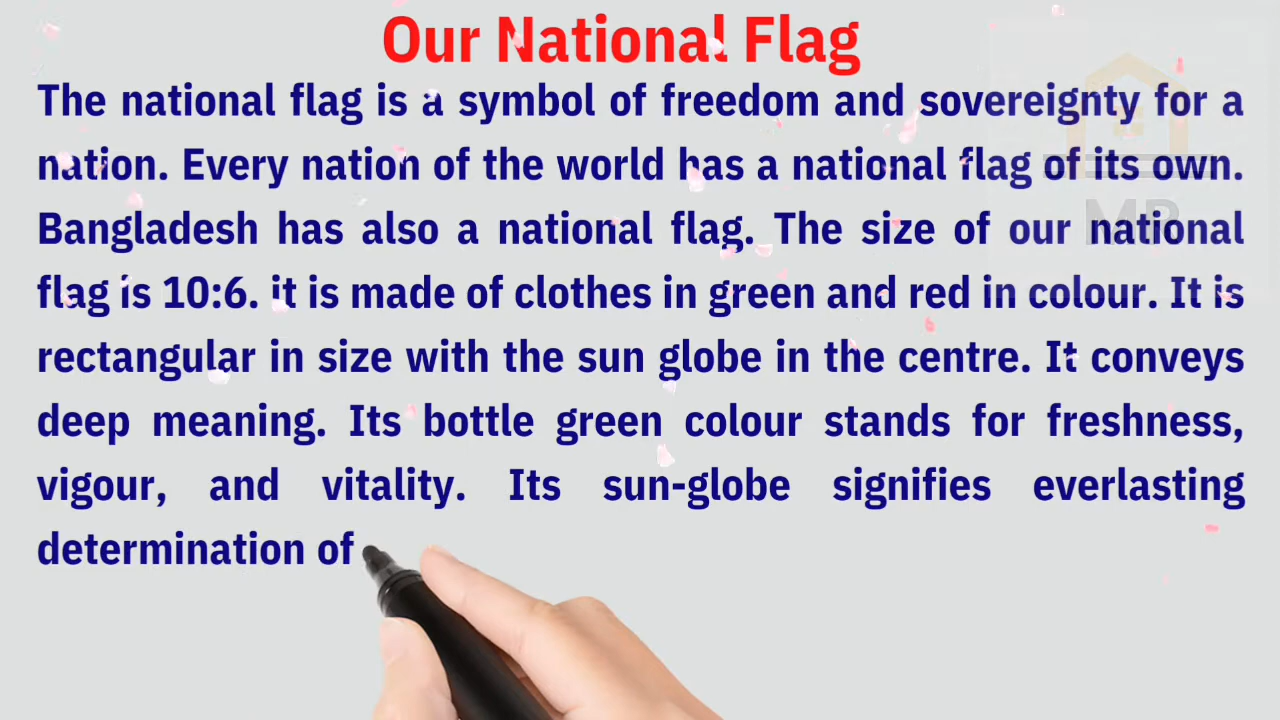 Our National Flag
The national flag is a symbol of freedom and sovereignty for a
nation. Every nation of the world has a national flag of its own.
Bangladesh has also a national flag. The size of our national
flag is 10:6. it is made of clothes in green and red in colour. It is
rectangular in size with the sun globe in the centre. It conveys
deep meaning. Its bottle green colour stands for freshness,
vigour, and vitality. Its sun-globe signifies everlasting
determination of